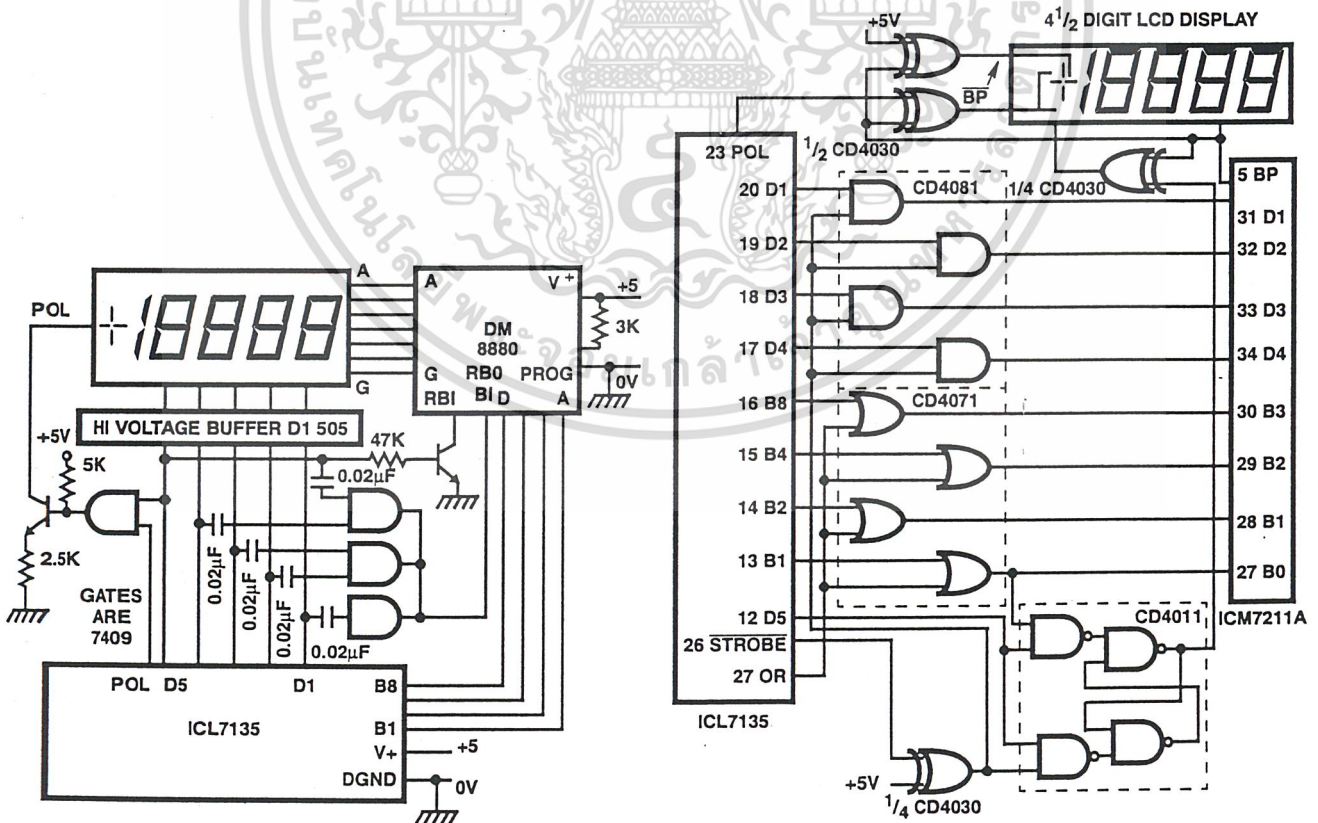 POL
A
G
A
G
V+
DM
8880
RB0
RBI
BI
D
PROG
A
+5
3K
0V
HI VOLTAGE BUFFER D1 505
+5V
5K
47K
0.02µF
2.5K
GATES
ARE
7409
0.02µF
0.02µF
0.02µF
0.02µF
POL
D5
D1
B8
B1
V+
DGND
ICL7135
+5
0V
+5V
4 1/2 DIGIT LCD DISPLAY
BP
1/2 CD4030
1/4 CD4030
23 POL
20 D1
19 D2
18 D3
17 D4
16 B8
15 B4
14 B2
13 B1
12 D5
26 STROBE
27 OR
ICL7135
CD4081
CD4071
5 BP
31 D1
32 D2
33 D3
34 D4
30 B3
29 B2
28 B1
27 B0
ICM7211A
CD4011
+5V
1/4 CD4030